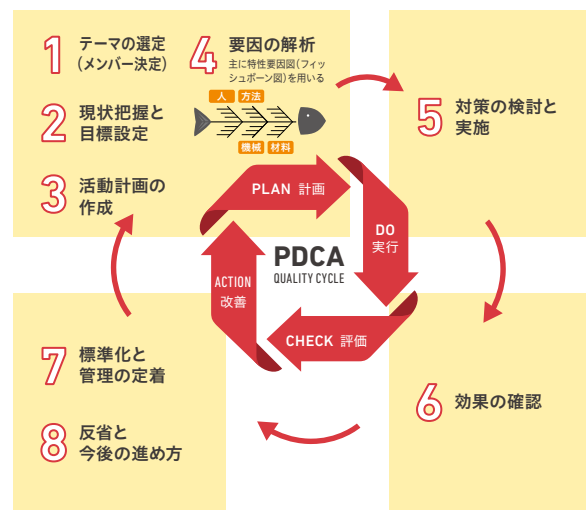 1 テーマの選定
(メンバー決定)
2 現状把握と
目標設定
3 活動計画の
作成
4 要因の解析
主に特性要因図(フィッ
シュボーン図)を用いる
人 方法
機械 材料
5 対策の検討と
実施
PLAN 計画
DO
実行
PDCA
QUALITY CYCLE
ACTION
改善
CHECK 評価
6 効果の確認
7 標準化と
管理の定着
8 反省と
今後の進め方